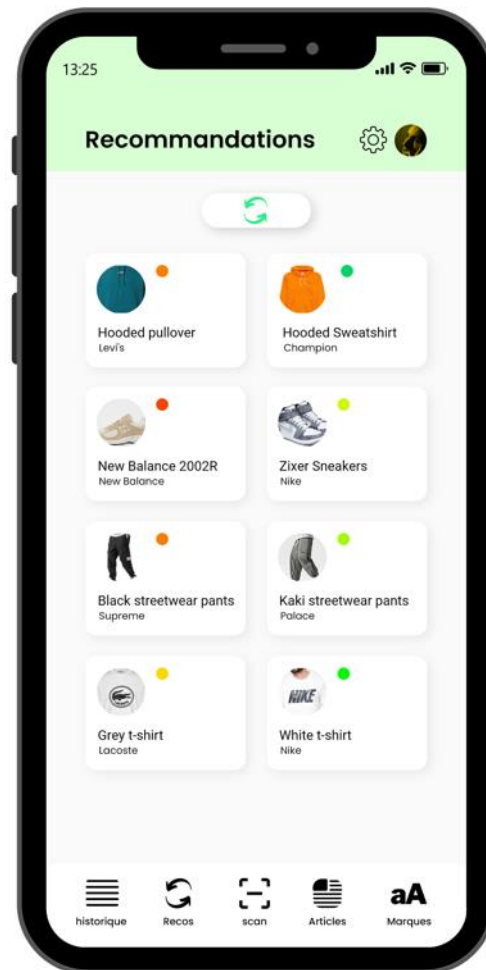 13:25
Recommandations
Hooded pullover
Levi's
Hooded Sweatshirt
Champion
New Balance 2002R
New Balance
Zixer Sneakers
Nike
Black streetwear pants
Supreme
Kaki streetwear pants
Palace
Grey t-shirt
Lacoste
NIKE
White t-shirt
Nike
historique
Recos
scan
Articles
aA
Marques